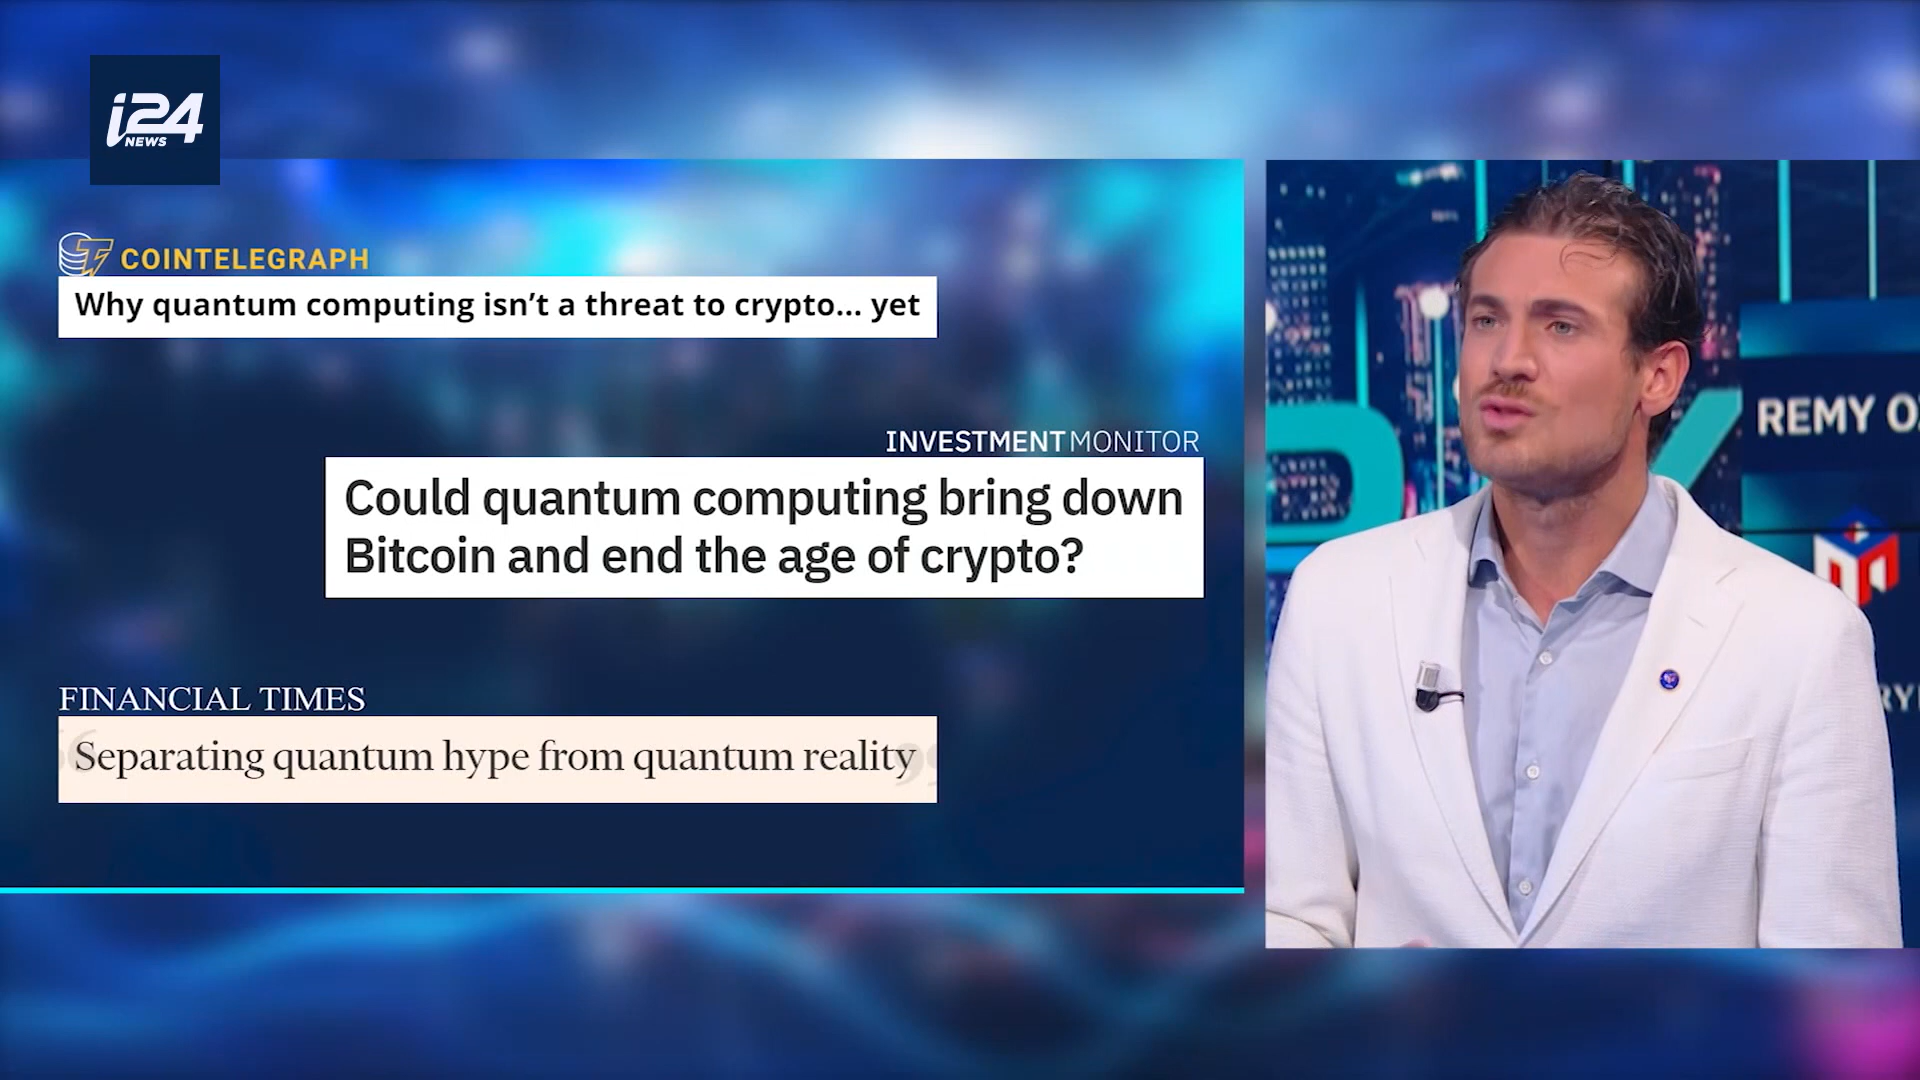 i24
NEWS
COINTELEGRAPH
Why quantum computing isn’t a threat to crypto... yet
INVESTMENTMONITOR
Could quantum computing bring down
Bitcoin and end the age of crypto?
FINANCIAL TIMES
Separating quantum hype from quantum reality
REMY